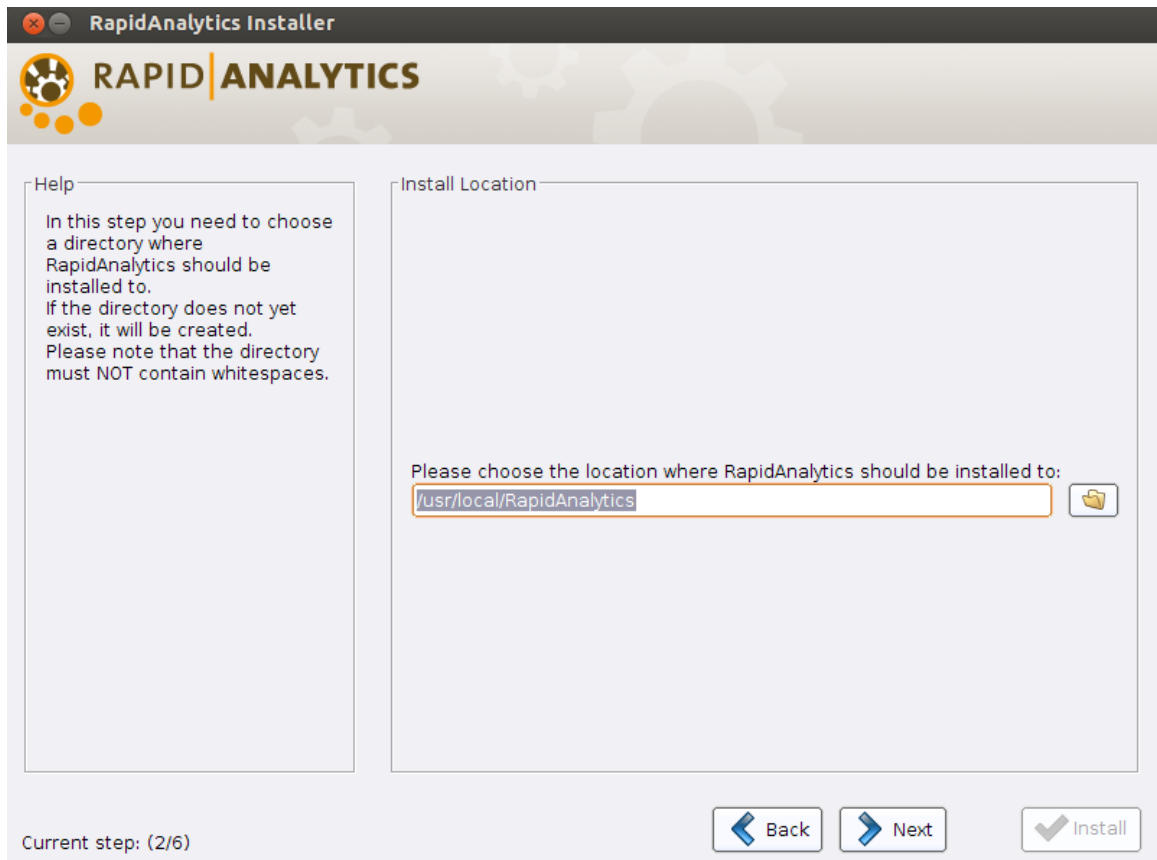 RapidAnalytics Installer
RAPID ANALYTICS
Help
In this step you need to choose
a directory where
RapidAnalytics should be
installed to.
If the directory does not yet
exist, it will be created.
Please note that the directory
must NOT contain whitespaces.
Install Location
Please choose the location where RapidAnalytics should be installed to:
/usr/local/RapidAnalytics
Current step: (2/6)
Back
Next
Install